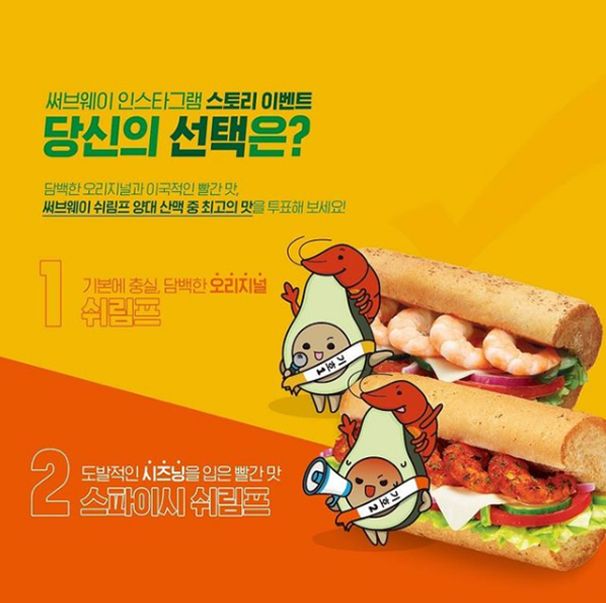 써브웨이 인스타그램 스토리 이벤트
당신의 선택은?
담백한 오리지널과 이국적인 빨간 맛,
써브웨이 쉬림프 양대 산맥 중 최고의 맛을 투표해 보세요!
1
기본에 충실, 담백한 오리지널
쉬림프
기호 1
2
도발적인 시즈닝을 입은 빨간 맛
스파이시 쉬림프
기호 2